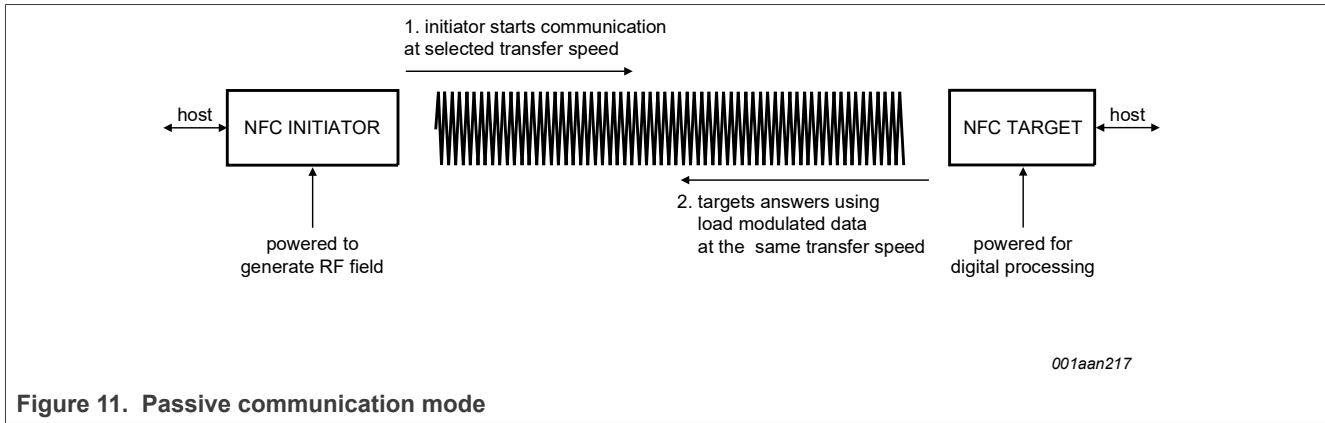 1. initiator starts communication
at selected transfer speed
host
NFC INITIATOR
NFC TARGET
host
2. targets answers using
load modulated data
at the same transfer speed
powered to
generate RF field
powered for
digital processing
001aan217
Figure 11. Passive communication mode